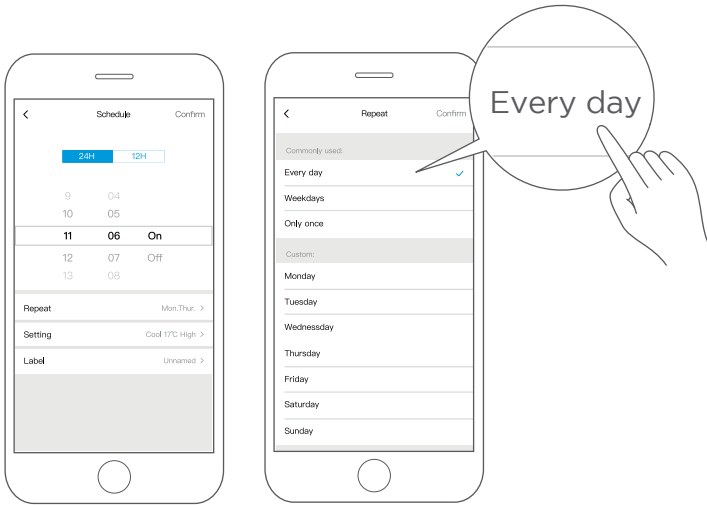 Schedule Confirm
24H 12H
9 04
10 05
11 06 On
12 07 Off
13 08
Repeat Mon.Thur. >
Setting Cool 17°C High >
Label Unnamed >
Repeat Confirm
Commonly used:
Every day
Weekdays
Only once
Custom:
Monday
Tuesday
Wednessday
Thursday
Friday
Saturday
Sunday
Every day